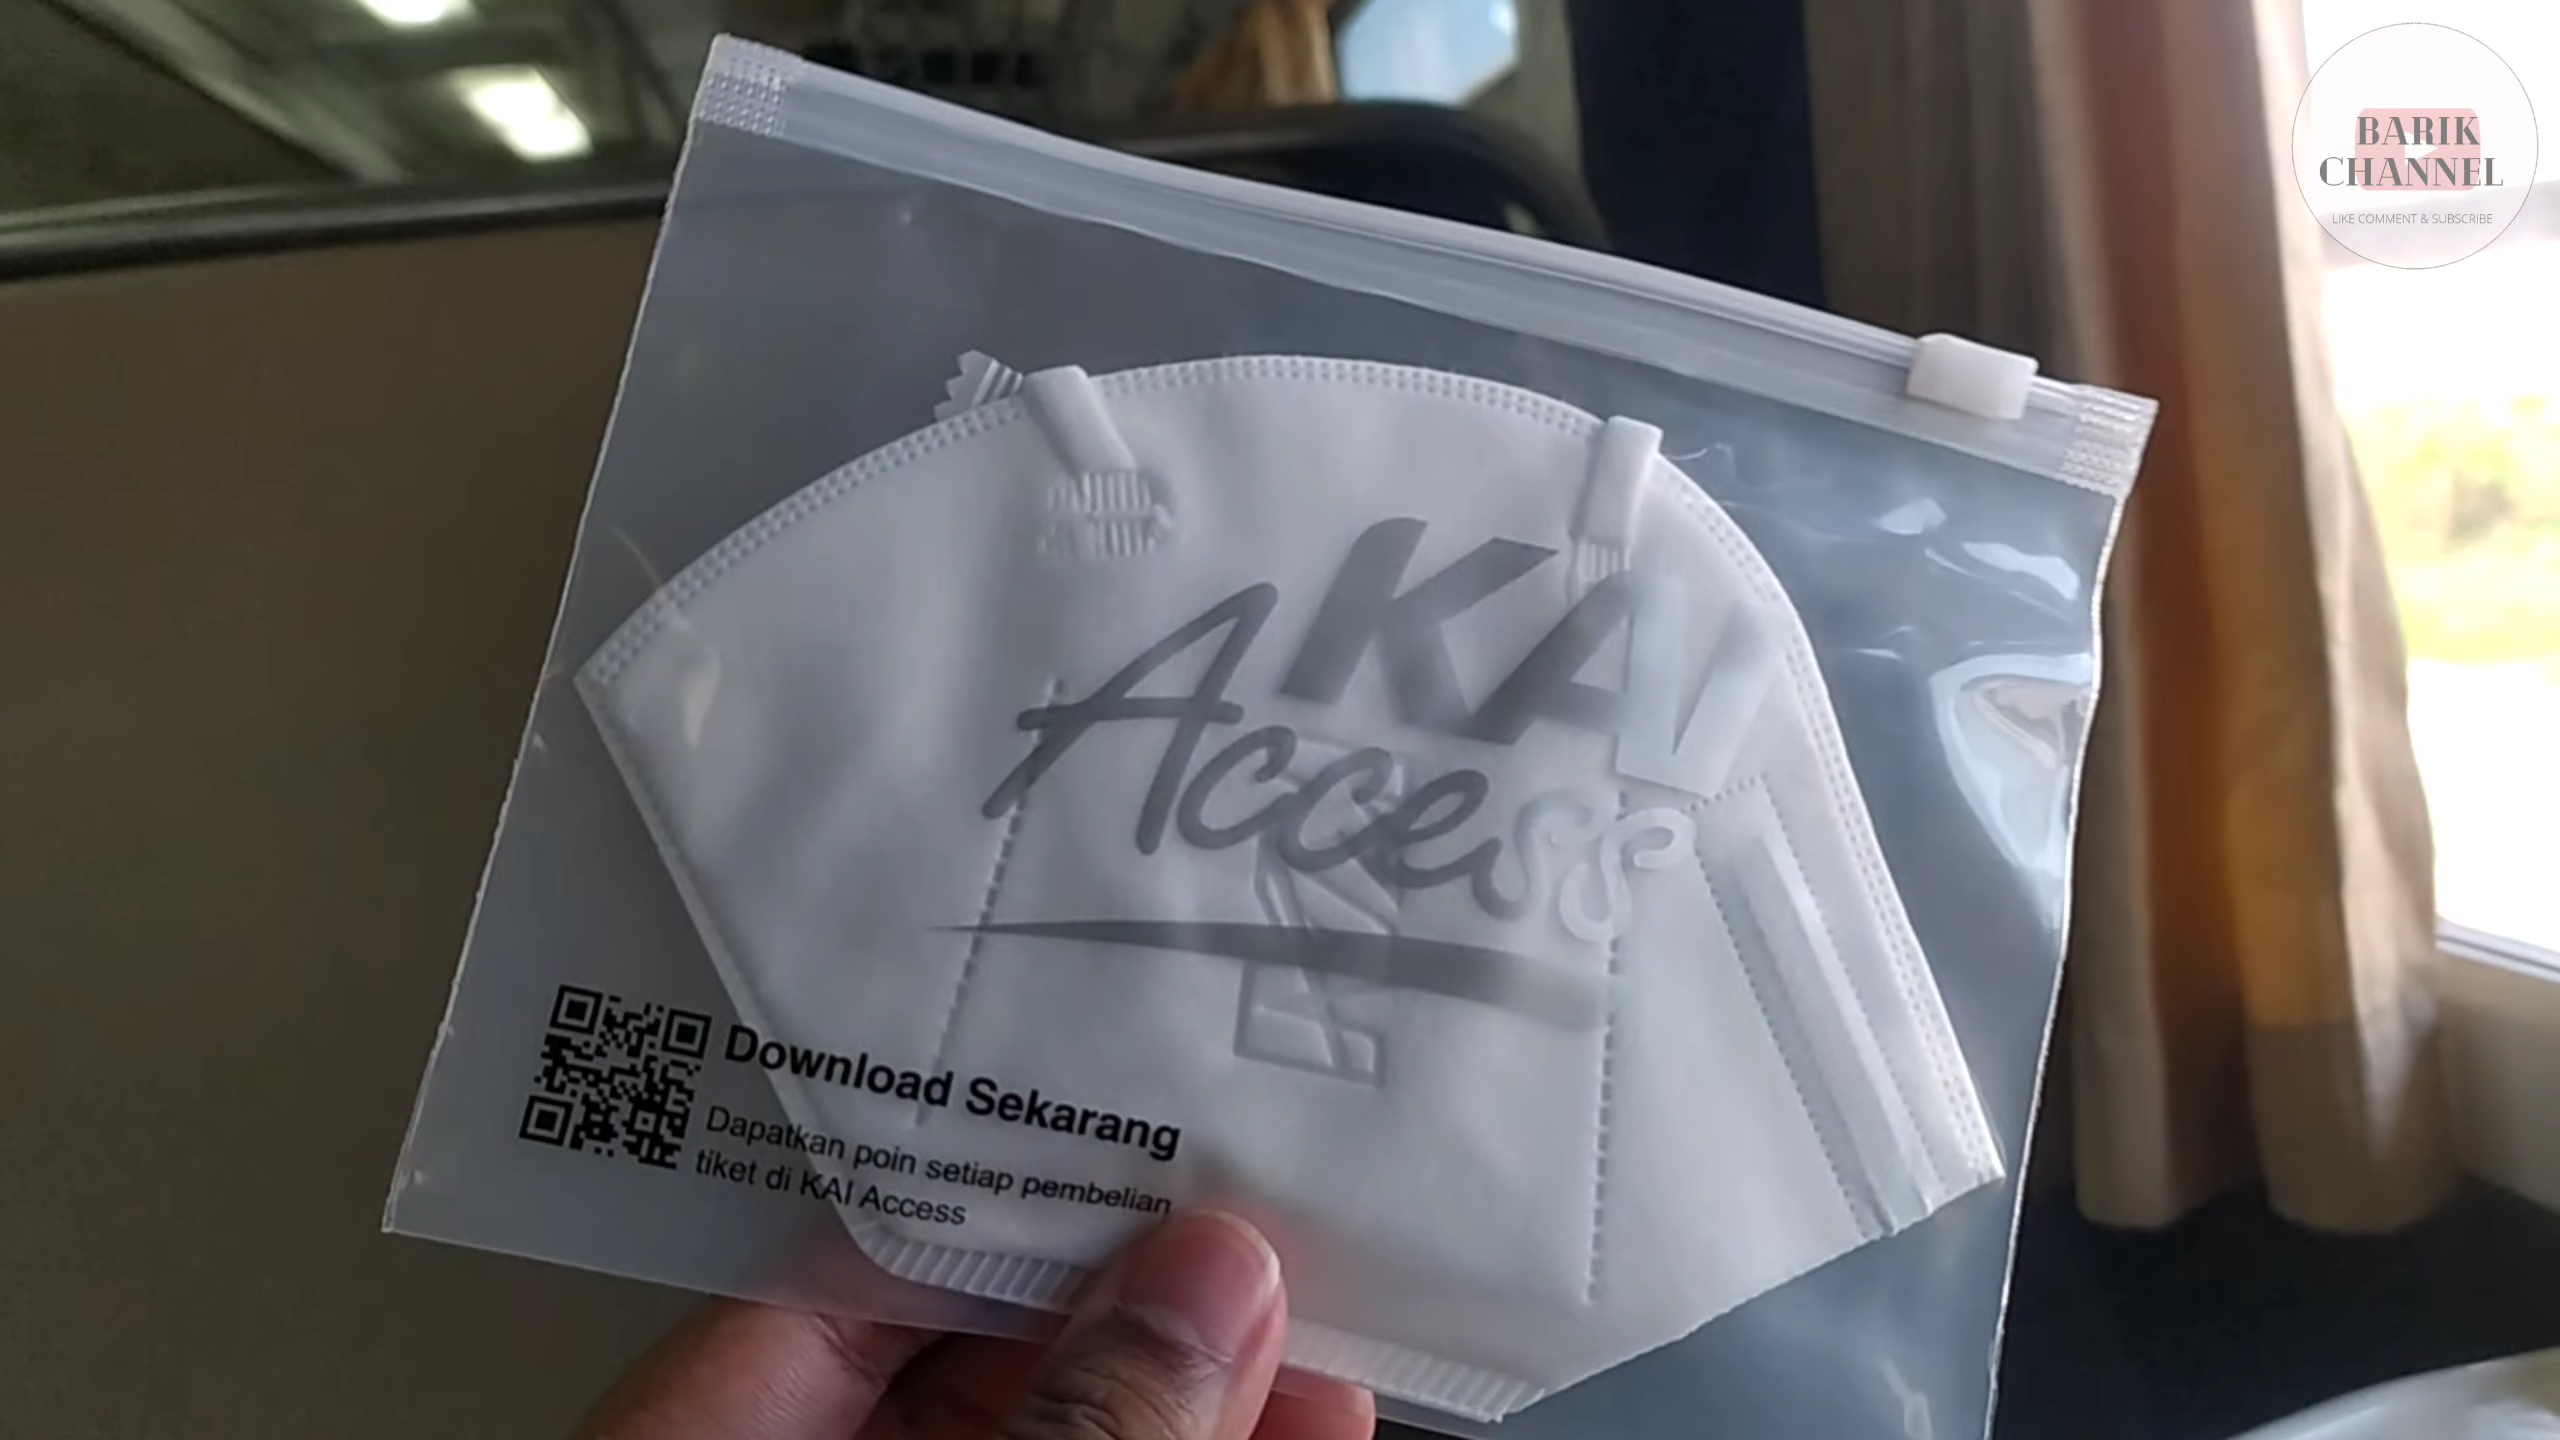 BARIK
CHANNEL
LIKE COMMENT & SUBSCRIBE
KAI
Access
Download Sekarang
Dapatkan poin setiap pembelian
tiket di KAI Access